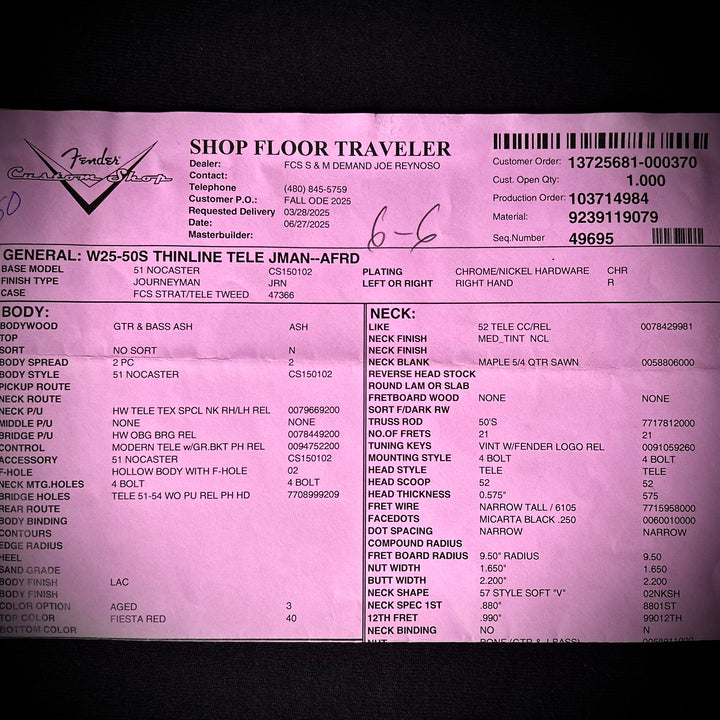 Fender
Custom Shop
SHOP FLOOR TRAVELER
Dealer: FCS S & M DEMAND JOE REYNOSO
Contact:
Telephone (480) 845-5759
Customer P.O.: FALL ODE 2025
Requested Delivery 03/28/2025
Date: 06/27/2025
Masterbuilder:
6-6
Customer Order: 13725681-000370
Cust. Open Qty: 1.000
Production Order: 103714984
Material: 9239119079
Seq.Number 49695
GENERAL: W25-50S THINLINE TELE JMAN--AFRD
BASE MODEL 51 NOCASTER CS150102 PLATING CHROME/NICKEL HARDWARE CHR
FINISH TYPE JOURNEYMAN JRN LEFT OR RIGHT RIGHT HAND R
CASE FCS STRAT/TELE TWEED 47366
BODY:
BODYWOOD GTR & BASS ASH ASH
TOP
SORT NO SORT N
BODY SPREAD 2 PC 2
BODY STYLE 51 NOCASTER CS150102
PICKUP ROUTE
NECK ROUTE
NECK P/U HW TELE TEX SPCL NK RH/LH REL 0079669200
MIDDLE P/U NONE NONE
BRIDGE P/U HW OBG BRG REL 0078449200
CONTROL MODERN TELE w/GR.BKT PH REL 0094752200
ACCESSORY 51 NOCASTER CS150102
F-HOLE HOLLOW BODY WITH F-HOLE 02
NECK MTG.HOLES 4 BOLT 4 BOLT
BRIDGE HOLES TELE 51-54 WO PU REL PH HD 7708999209
REAR ROUTE
BODY BINDING
CONTOURS
EDGE RADIUS
HEEL
SAND GRADE
BODY FINISH LAC
BODY FINISH
COLOR OPTION AGED 3
TOP COLOR FIESTA RED 40
BOTTOM COLOR
NECK:
LIKE 52 TELE CC/REL 0078429981
NECK FINISH MED_TINT NCL
NECK FINISH
NECK BLANK MAPLE 5/4 QTR SAWN 0058806000
REVERSE HEAD STOCK
ROUND LAM OR SLAB
FRETBOARD WOOD NONE NONE
SORT F/DARK RW
TRUSS ROD 50'S 7717812000
NO.OF FRETS 21 21
TUNING KEYS VINT W/FENDER LOGO REL 0091059260
MOUNTING STYLE 4 BOLT 4 BOLT
HEAD STYLE TELE TELE
HEAD SCOOP 52 52
HEAD THICKNESS 0.575" 575
FRET WIRE NARROW TALL / 6105 7715958000
FACEDOTS MICARTA BLACK .250 0060010000
DOT SPACING NARROW NARROW
COMPOUND RADIUS
FRET BOARD RADIUS 9.50" RADIUS 9.50
NUT WIDTH 1.650" 1.650
BUTT WIDTH 2.200" 2.200
NECK SHAPE 57 STYLE SOFT "V" 02NKSH
NECK SPEC 1ST .880" 8801ST
12TH FRET .990" 99012TH
NECK BINDING NO N
NUT BONE (GTR & J.BASS)